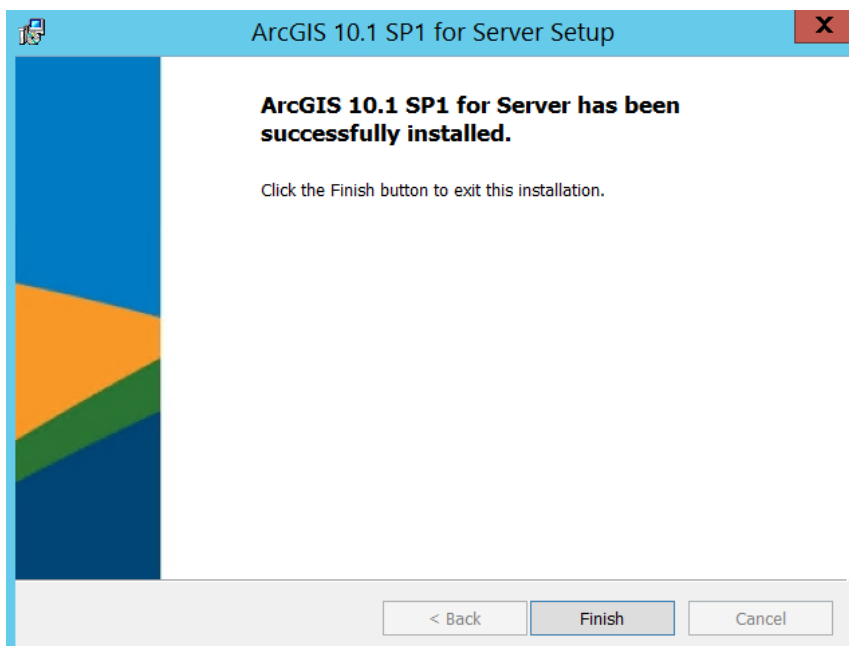 ArcGIS 10.1 SP1 for Server Setup
X
ArcGIS 10.1 SP1 for Server has been
successfully installed.
Click the Finish button to exit this installation.
< Back
Finish
Cancel